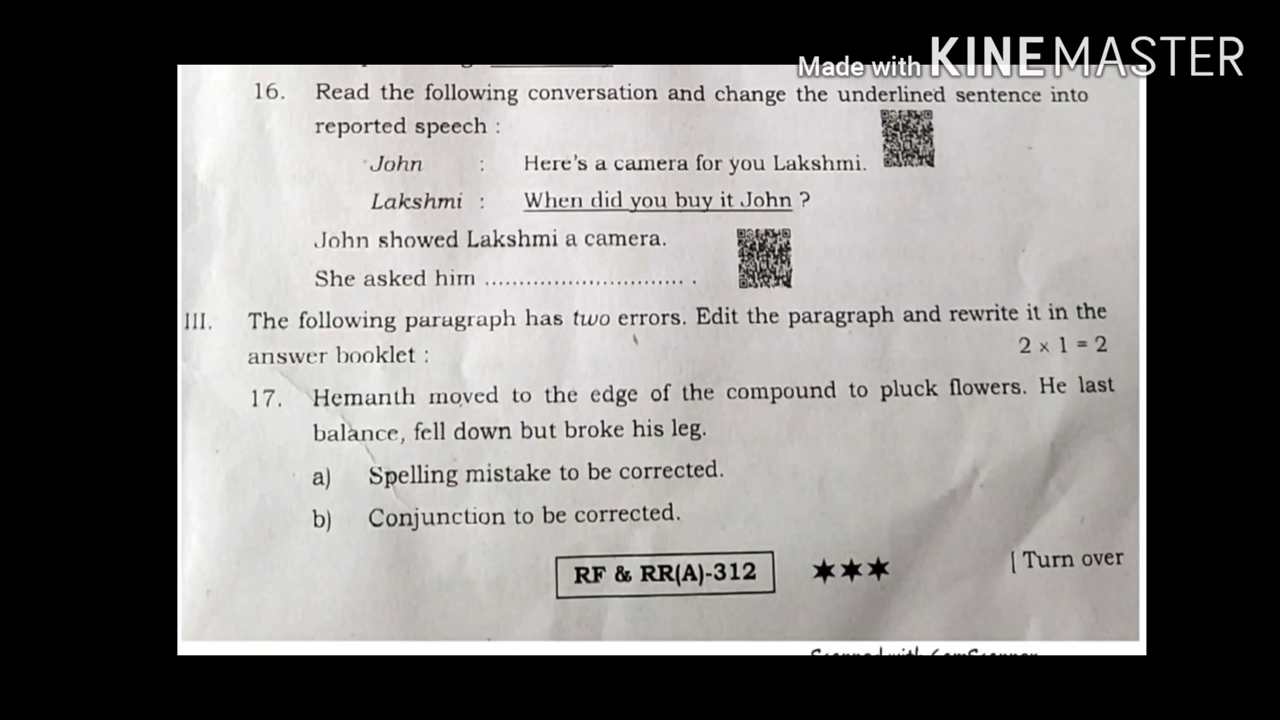 Made with KINEMASTER
16. Read the following conversation and change the underlined sentence into
reported speech :
John : Here's a camera for you Lakshmi.
Lakshmi : When did you buy it John ?
John showed Lakshmi a camera.
She asked him ............................. .
III. The following paragraph has two errors. Edit the paragraph and rewrite it in the
answer booklet : 2 × 1 = 2
17. Hemanth moved to the edge of the compound to pluck flowers. He last
balance, fell down but broke his leg.
a) Spelling mistake to be corrected.
b) Conjunction to be corrected.
RF & RR(A)-312 ★★★ [ Turn over